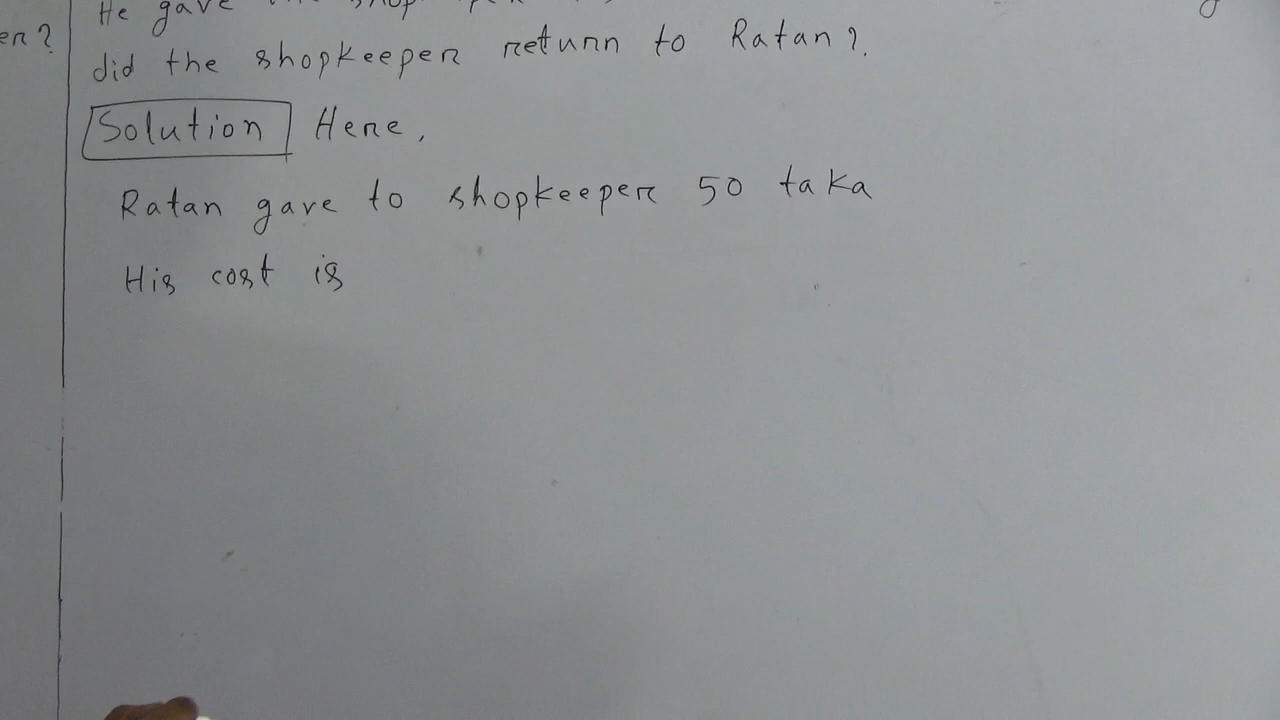 en?
He gave
did the shopkeeper return to Ratan?.
Solution Here,
Ratan gave to shopkeeper 50 taka
His cost is